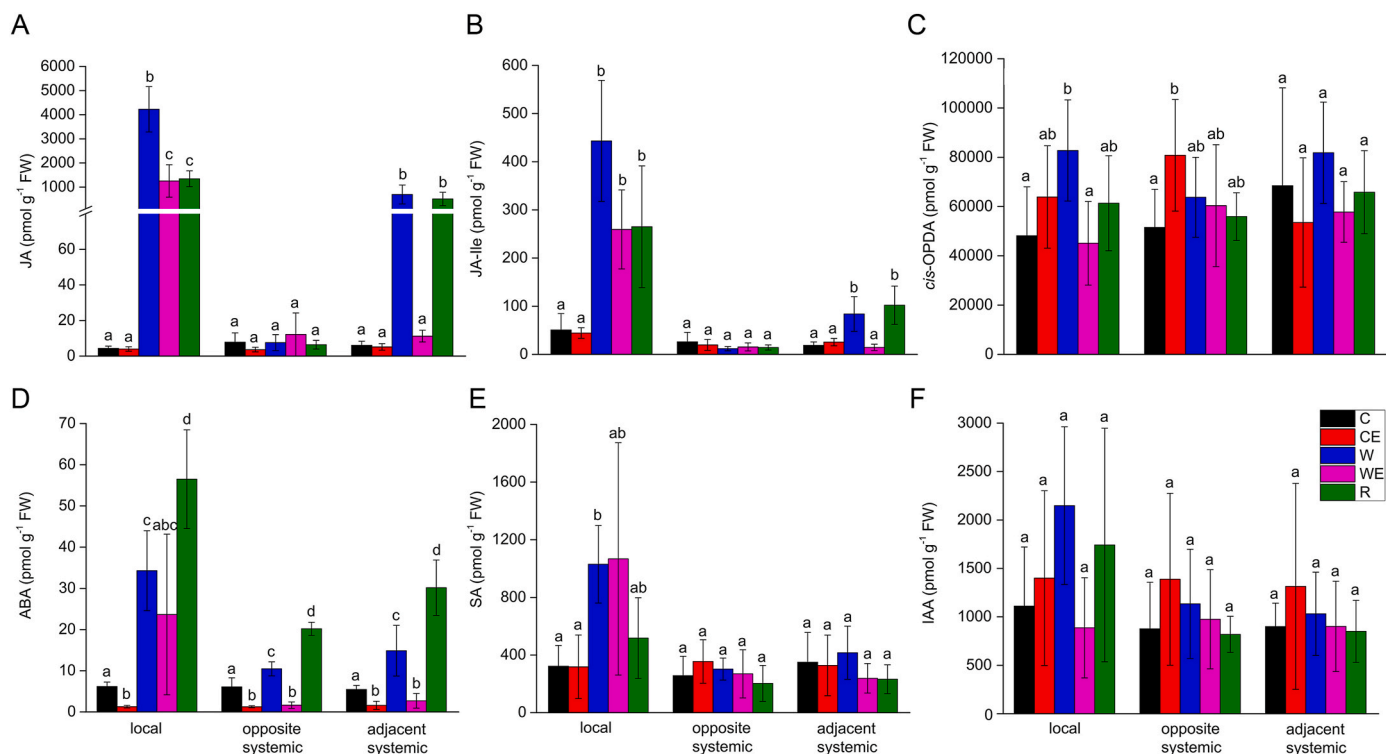 A
JA (pmol g⁻¹ FW)
6000
5000
4000
3000
2000
1000
60
40
20
0
a a b c c
a a a a a
a a b a b
B
JA-Ile (pmol g⁻¹ FW)
600
500
400
300
200
100
0
a a b b b
a a a a a
a a b a b
C
cis-OPDA (pmol g⁻¹ FW)
120000
100000
80000
60000
40000
20000
0
a ab b a ab
a b ab ab ab
a a a a a
D
ABA (pmol g⁻¹ FW)
70
60
50
40
30
20
10
0
a b c abc d
a b c b d
a b c b d
local opposite systemic adjacent systemic
E
SA (pmol g⁻¹ FW)
2000
1600
1200
800
400
0
a a b ab ab
a a a a a
a a a a a
local opposite systemic adjacent systemic
F
IAA (pmol g⁻¹ FW)
3000
2500
2000
1500
1000
500
0
a a a a a
a a a a a
a a a a a
local opposite systemic adjacent systemic
C
CE
W
WE
R